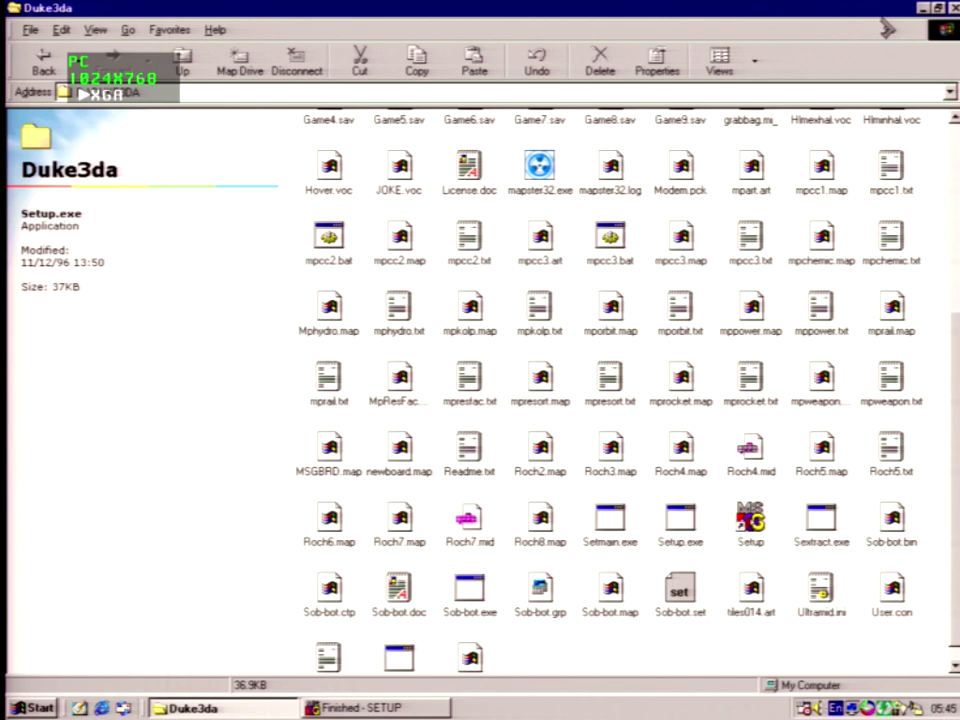 Duke3da
File Edit View Go Favorites Help
Back Up Map Drive Disconnect Cut Copy Paste Undo Delete Properties Views
PC
1024X768
▶XGA
Address
Game4.sav Game5.sav Game6.sav Game7.sav Game8.sav Game9.sav grabbag.mi_ Hlmexhal.voc Hlminhal.voc
Duke3da
Hover.voc JOKE.voc License.doc mapster32.exe mapster32.log Modem.pck mpart.art mpcc1.map mpcc1.txt
Setup.exe
Application
Modified:
11/12/96 13:50
Size: 37KB
mpcc2.bat mpcc2.map mpcc2.txt mpcc3.art mpcc3.bat mpcc3.map mpcc3.txt mpchemic.map mpchemic.txt
Mphydro.map mphydro.txt mpkolp.map mpkolp.txt mporbit.map mporbit.txt mppower.map mppower.txt mprail.map
mprail.txt MpResFac... mpresfac.txt mpresort.map mpresort.txt mprocket.map mprocket.txt mpweapon... mpweapon.txt
MSGBRD.map newboard.map Readme.txt Roch2.map Roch3.map Roch4.map Roch4.mid Roch5.map Roch5.txt
Roch6.map Roch7.map Roch7.mid Roch8.map Setmain.exe Setup.exe Setup Sextract.exe Sob-bot.bin
Sob-bot.ctp Sob-bot.doc Sob-bot.exe Sob-bot.grp Sob-bot.map Sob-bot.set tiles014.art Ultramid.ini User.con
36.9KB My Computer
Start Duke3da Finished - SETUP En 05:45